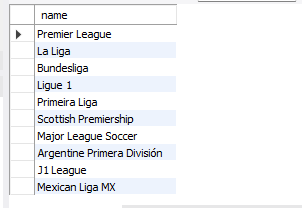 name
Premier League
La Liga
Bundesliga
Ligue 1
Primeira Liga
Scottish Premiership
Major League Soccer
Argentine Primera División
J1 League
Mexican Liga MX